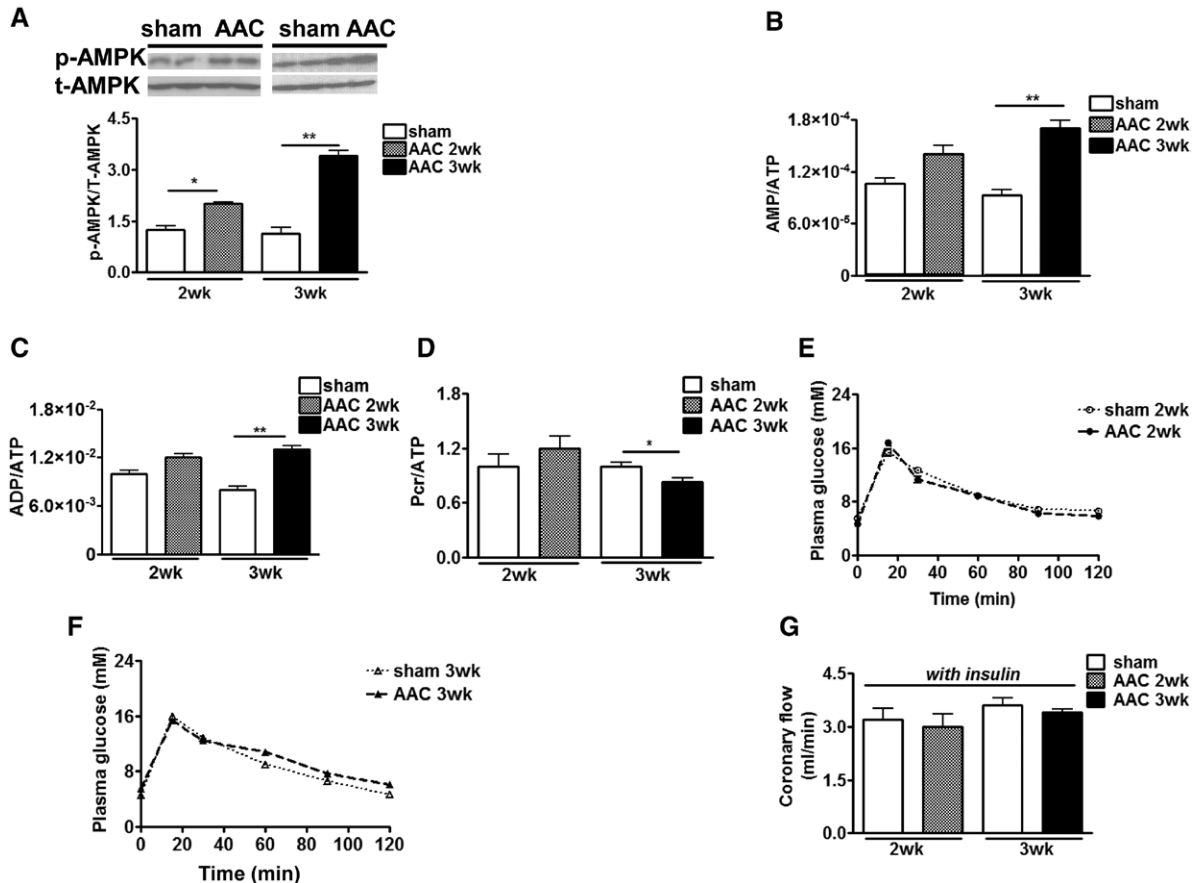 A
sham AAC sham AAC
p-AMPK
t-AMPK
p-AMPK/T-AMPK
4.5
3.0
1.5
0.0
*
**
2wk 3wk
sham
AAC 2wk
AAC 3wk
B
AMP/ATP
1.8×10⁻⁴
1.2×10⁻⁴
6.0×10⁻⁵
0
**
2wk 3wk
sham
AAC 2wk
AAC 3wk
C
ADP/ATP
1.8×10⁻²
1.2×10⁻²
6.0×10⁻³
0
**
2wk 3wk
sham
AAC 2wk
AAC 3wk
D
Pcr/ATP
1.8
1.2
0.6
0.0
*
2wk 3wk
sham
AAC 2wk
AAC 3wk
E
Plasma glucose (mM)
24
16
8
0
0 20 40 60 80 100 120
Time (min)
sham 2wk
AAC 2wk
F
Plasma glucose (mM)
24
16
8
0
0 20 40 60 80 100 120
Time (min)
sham 3wk
AAC 3wk
G
Coronary flow
(ml/min)
4.5
3.0
1.5
0.0
with insulin
2wk 3wk
sham
AAC 2wk
AAC 3wk